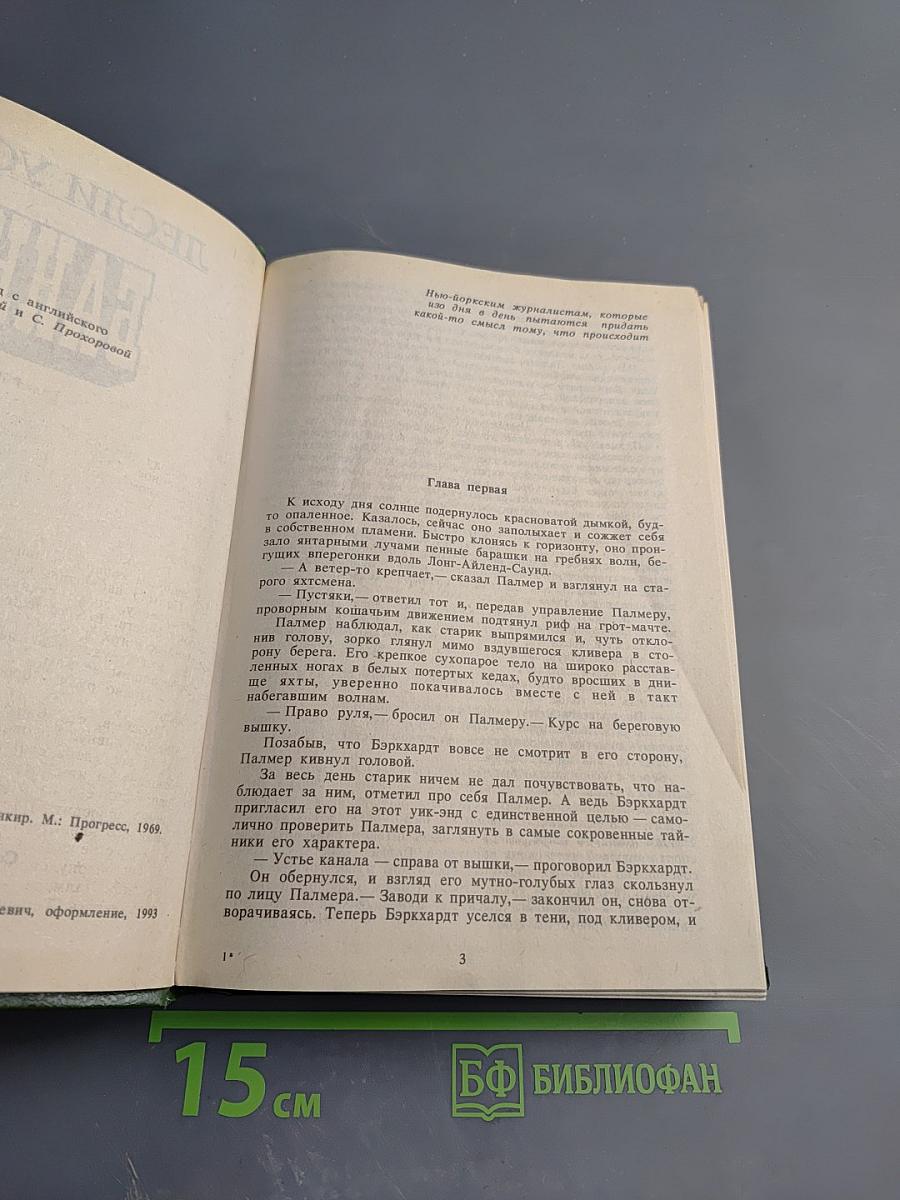 д с английского
й и С. Прохоровой
нкир. М.: Прогресс, 1969.
евич, оформление, 1993
Нью-йоркским журналистам, которые
изо дня в день пытаются придать
какой-то смысл тому, что происходит
Глава первая
К исходу дня солнце подернулось красноватой дымкой, буд-
то опаленное. Казалось, сейчас оно заполыхает и сожжет себя
в собственном пламени. Быстро клонясь к горизонту, оно прон-
зало янтарными лучами пенные барашки на гребнях волн, бе-
гущих вперегонки вдоль Лонг-Айленд-Саунд.
— А ветер-то крепчает,— сказал Палмер и взглянул на ста-
рого яхтсмена.
— Пустяки,— ответил тот и, передав управление Палмеру,
проворным кошачьим движением подтянул риф на грот-мачте.
Палмер наблюдал, как старик выпрямился и, чуть откло-
нив голову, зорко глянул мимо вздувшегося кливера в сто-
рону берега. Его крепкое сухопарое тело на широко расстав-
ленных ногах в белых потертых кедах, будто вросших в дни-
ще яхты, уверенно покачивалось вместе с ней в такт
набегавшим волнам.
— Право руля,— бросил он Палмеру.— Курс на береговую
вышку.
Позабыв, что Бэркхардт вовсе не смотрит в его сторону,
Палмер кивнул головой.
За весь день старик ничем не дал почувствовать, что на-
блюдает за ним, отметил про себя Палмер. А ведь Бэркхардт
пригласил его на этот уик-энд с единственной целью — само-
лично проверить Палмера, заглянуть в самые сокровенные тай-
ники его характера.
— Устье канала — справа от вышки,— проговорил Бэркхардт.
Он обернулся, и взгляд его мутно-голубых глаз скользнул
по лицу Палмера.— Заводи к причалу,— закончил он, снова от-
ворачиваясь. Теперь Бэркхардт уселся в тени, под кливером, и
1*
3
15 см
БФ БИБЛИОФАН